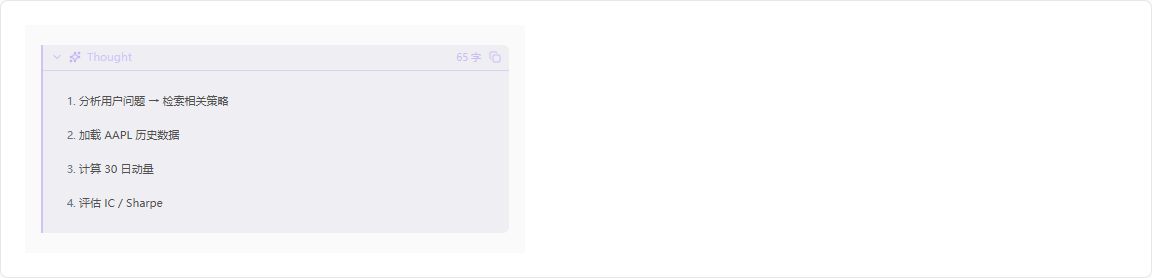 Thought 65 字
1. 分析用户问题 → 检索相关策略
2. 加载 AAPL 历史数据
3. 计算 30 日动量
4. 评估 IC / Sharpe